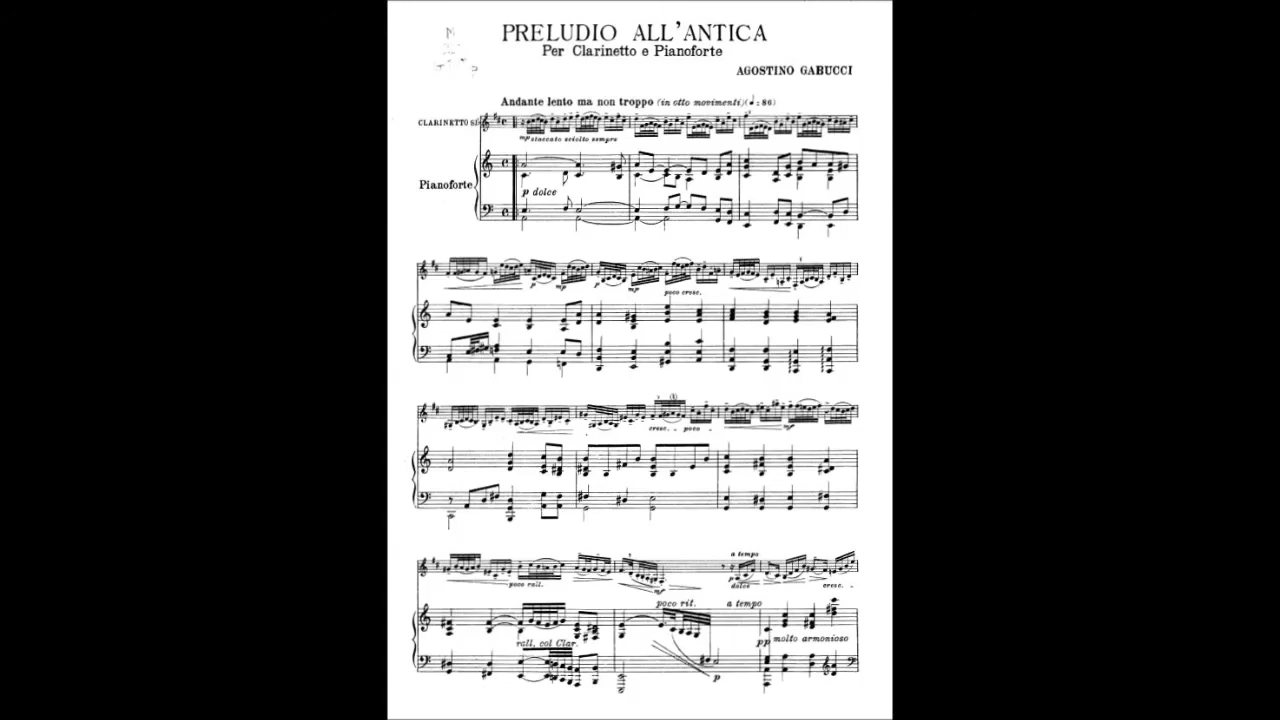 PRELUDIO ALL'ANTICA
Per Clarinetto e Pianoforte
AGOSTINO GABUCCI
Andante lento ma non troppo (in otto movimenti) (♩: 86)
CLARINETTO SI
mp staccato sciolto sempre
Pianoforte
p dolce
p mp p mp poco cresc.
cresc. - poco - mf
poco rall. mf a tempo p dolce cresc. -
poco rit. a tempo
rall. col Clar. p pp molto armonioso